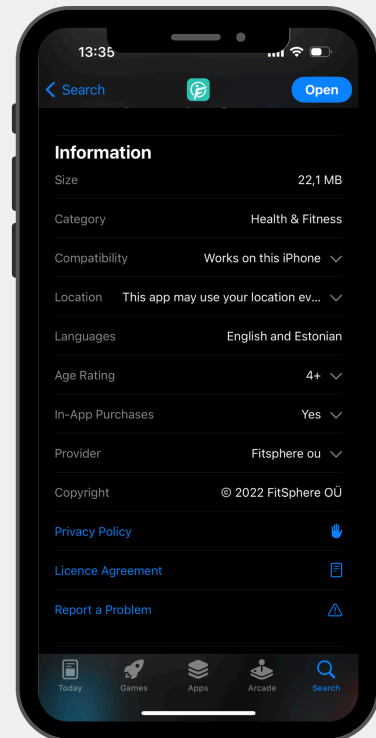 13:35
Search
Open
Information
Size 22,1 MB
Category Health & Fitness
Compatibility Works on this iPhone
Location This app may use your location ev...
Languages English and Estonian
Age Rating 4+
In-App Purchases Yes
Provider Fitsphere ou
Copyright © 2022 FitSphere OÜ
Privacy Policy
Licence Agreement
Report a Problem
Today Games Apps Arcade Search